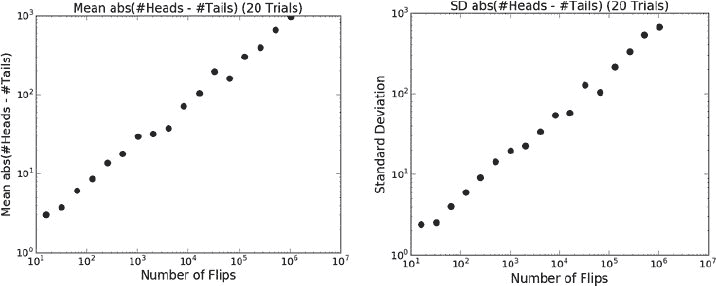 Mean abs(#Heads - #Tails) (20 Trials)
Mean abs(#Heads - #Tails)
10³
10²
10¹
10⁰
10¹ 10² 10³ 10⁴ 10⁵ 10⁶ 10⁷
Number of Flips
SD abs(#Heads - #Tails) (20 Trials)
Standard Deviation
10³
10²
10¹
10⁰
10¹ 10² 10³ 10⁴ 10⁵ 10⁶ 10⁷
Number of Flips